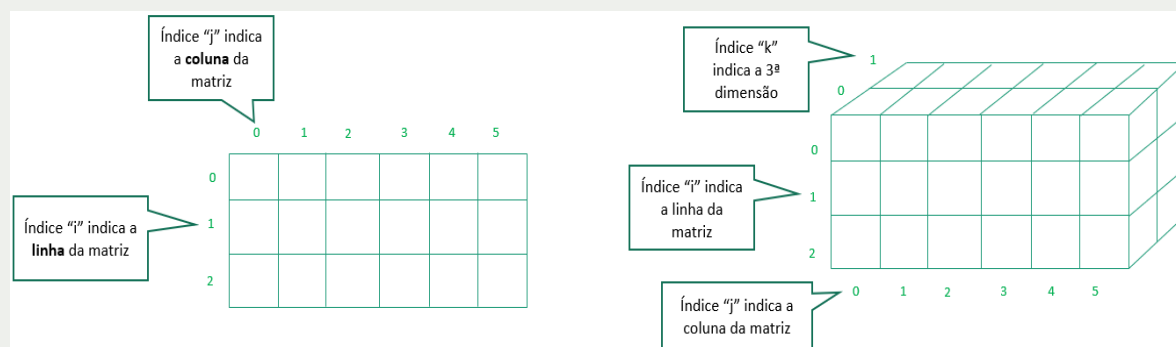 Índice “j” indica
a coluna da
matriz
0 1 2 3 4 5
0
Índice “i” indica a
linha da matriz
1
2
Índice “k”
indica a 3ª
dimensão
1
0
0
Índice “i” indica
a linha da
matriz
1
2
0 1 2 3 4 5
Índice “j” indica a
coluna da matriz